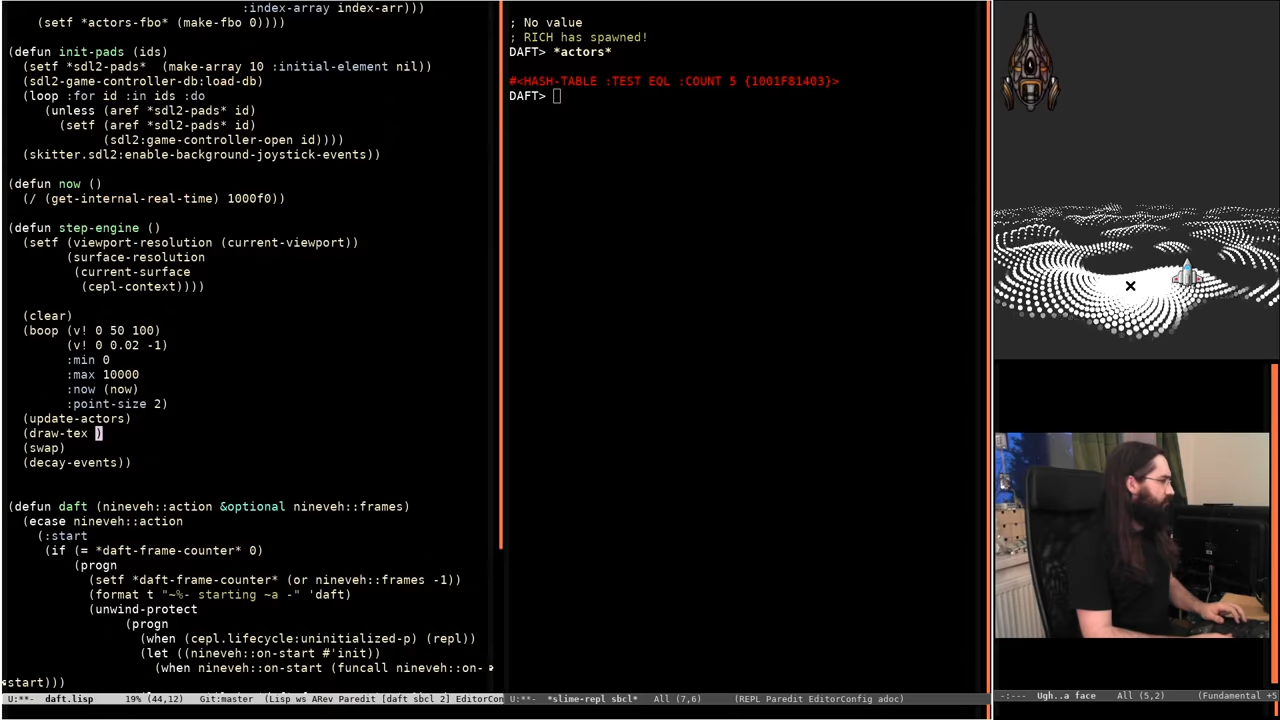 :index-array index-arr)))
(setf *actors-fbo* (make-fbo 0))))
(defun init-pads (ids)
(setf *sdl2-pads* (make-array 10 :initial-element nil))
(sdl2-game-controller-db:load-db)
(loop :for id :in ids :do
(unless (aref *sdl2-pads* id)
(setf (aref *sdl2-pads* id)
(sdl2:game-controller-open id))))
(skitter.sdl2:enable-background-joystick-events))
(defun now ()
(/ (get-internal-real-time) 1000f0))
(defun step-engine ()
(setf (viewport-resolution (current-viewport))
(surface-resolution
(current-surface
(cepl-context))))
(clear)
(boop (v! 0 50 100)
(v! 0 0.02 -1)
:min 0
:max 10000
:now (now)
:point-size 2)
(update-actors)
(draw-tex )
(swap)
(decay-events))
(defun daft (nineveh::action &optional nineveh::frames)
(ecase nineveh::action
(:start
(if (= *daft-frame-counter* 0)
(progn
(setf *daft-frame-counter* (or nineveh::frames -1))
(format t "~%- starting ~a -" 'daft)
(unwind-protect
(progn
(when (cepl.lifecycle:uninitialized-p) (repl))
(let ((nineveh::on-start #'init))
(when nineveh::on-start (funcall nineveh::on-
start)))
U:**- daft.lisp 19% (44,12) Git:master (Lisp ws ARev Paredit [daft sbcl 2] EditorCon
; No value
; RICH has spawned!
DAFT> *actors*
#<HASH-TABLE :TEST EQL :COUNT 5 {1001F81403}>
DAFT>
U:**- *slime-repl sbcl* All (7,6) (REPL Paredit EditorConfig adoc)
-:--- Ugh..a face All (5,2) (Fundamental +5